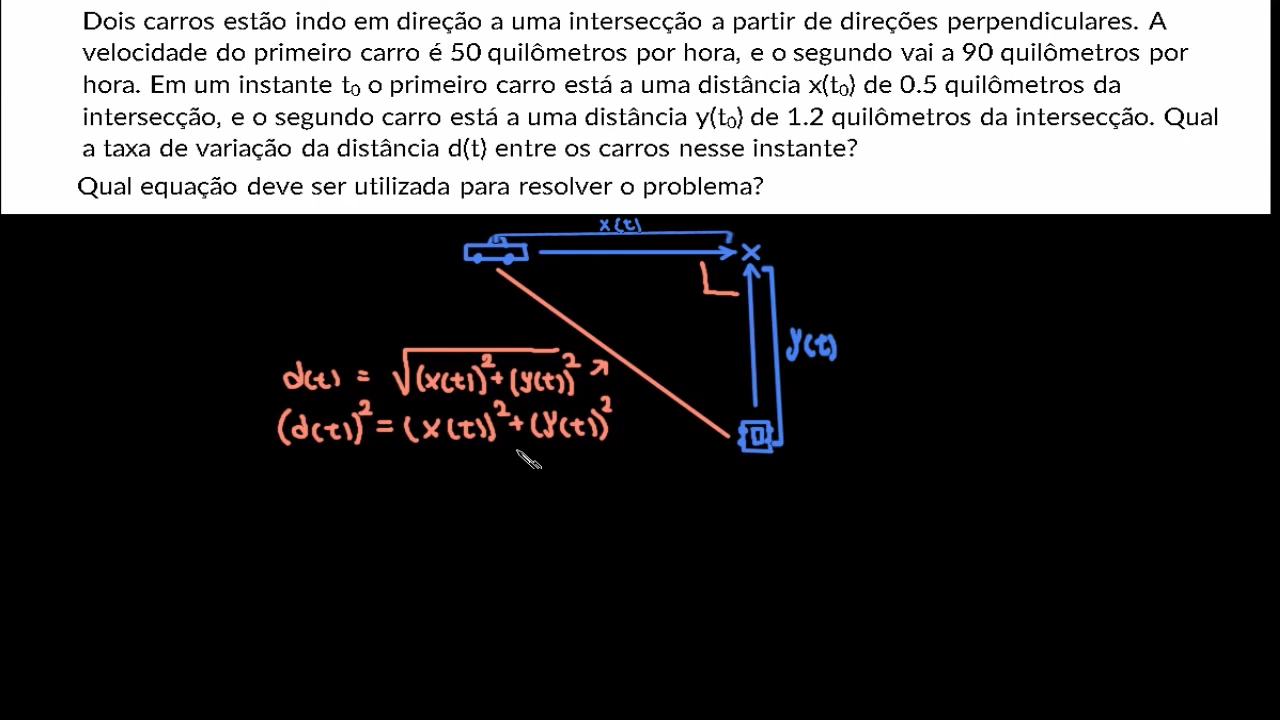 Dois carros estão indo em direção a uma intersecção a partir de direções perpendiculares. A
velocidade do primeiro carro é 50 quilômetros por hora, e o segundo vai a 90 quilômetros por
hora. Em um instante t₀ o primeiro carro está a uma distância x(t₀) de 0.5 quilômetros da
intersecção, e o segundo carro está a uma distância y(t₀) de 1.2 quilômetros da intersecção. Qual
a taxa de variação da distância d(t) entre os carros nesse instante?
Qual equação deve ser utilizada para resolver o problema?
x(t)
y(t)
d(t) = √(x(t))² + (y(t))²
(d(t))² = (x(t))² + (y(t))²